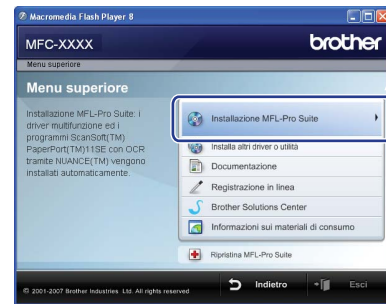 Macromedia Flash Player 8
MFC-XXXX
brother
Menu superiore
Menu superiore
Installazione MFL-Pro Suite: i
driver multifunzione ed i
programmi ScanSoft(TM)
PaperPort(TM)11SE con OCR
tramite NUANCE(TM) vengono
installati automaticamente.
Installazione MFL-Pro Suite
Installa altri driver o utilità
Documentazione
Registrazione in linea
Brother Solutions Center
Informazioni sui materiali di consumo
Ripristina MFL-Pro Suite
© 2001-2007 Brother Industries Ltd. All rights reserved
Indietro
Esci